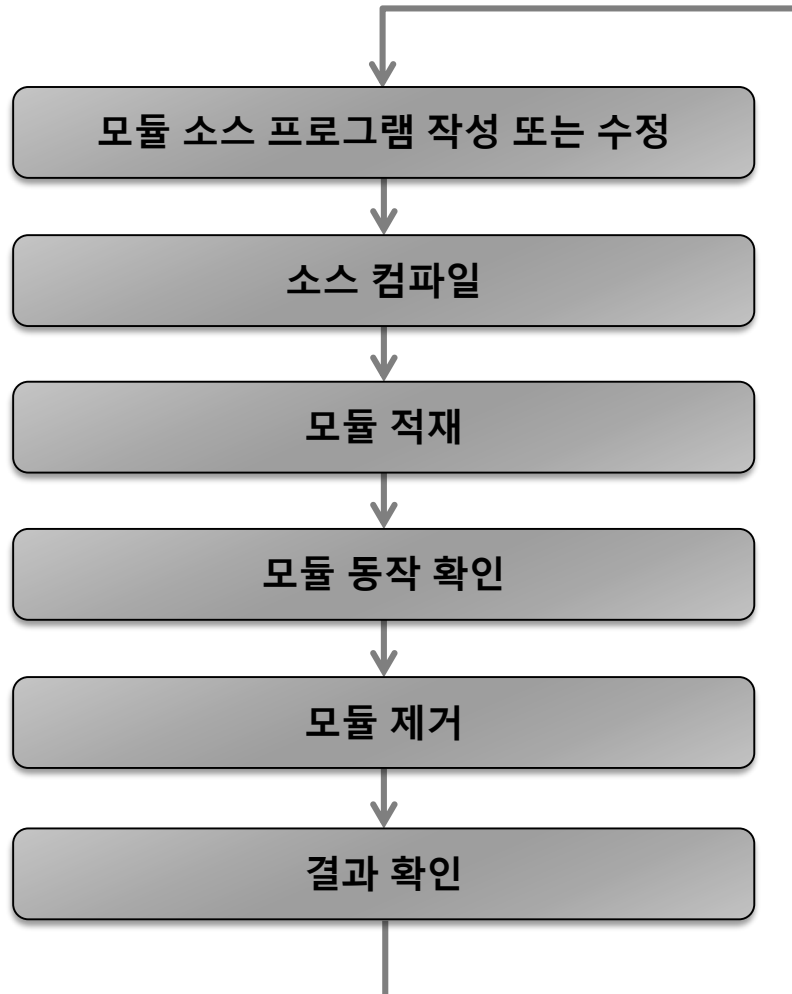 모듈 소스 프로그램 작성 또는 수정
소스 컴파일
모듈 적재
모듈 동작 확인
모듈 제거
결과 확인